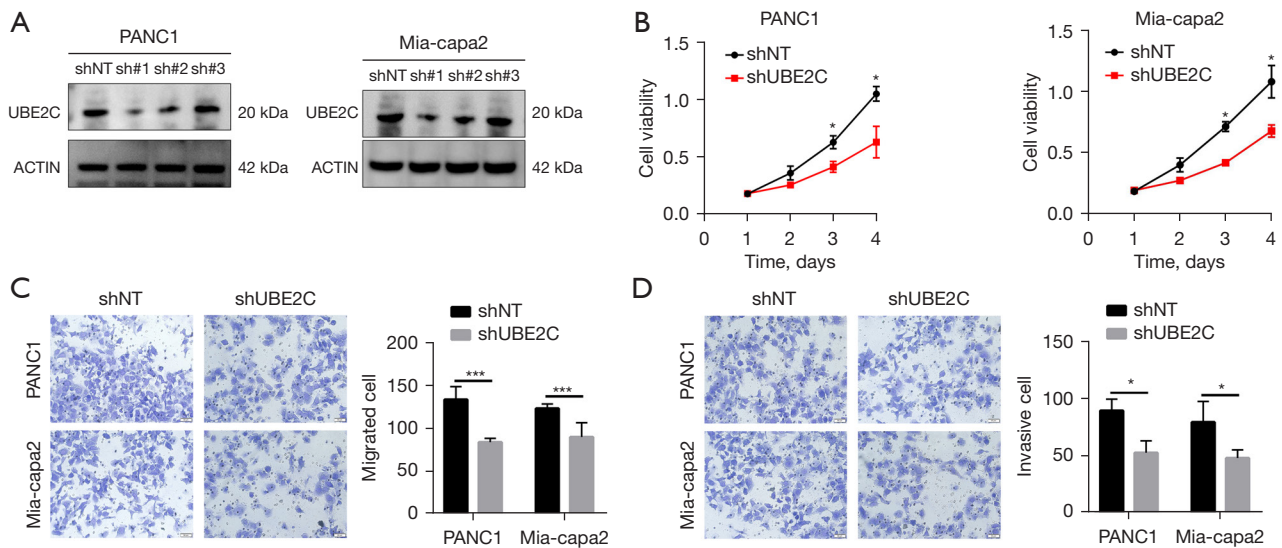 A
PANC1
shNT sh#1 sh#2 sh#3
UBE2C
20 kDa
ACTIN
42 kDa
Mia-capa2
shNT sh#1 sh#2 sh#3
UBE2C
20 kDa
ACTIN
42 kDa
B
PANC1
shNT
shUBE2C
Cell viability
1.5
1.0
0.5
0.0
*
*
0 1 2 3 4
Time, days
Mia-capa2
shNT
shUBE2C
Cell viability
1.5
1.0
0.5
0.0
*
*
0 1 2 3 4
Time, days
C
shNT shUBE2C
PANC1
Mia-capa2
shNT
shUBE2C
Migrated cell
200
150
100
50
0
***
***
PANC1 Mia-capa2
D
shNT shUBE2C
PANC1
Mia-capa2
shNT
shUBE2C
Invasive cell
150
100
50
0
*
*
PANC1 Mia-capa2